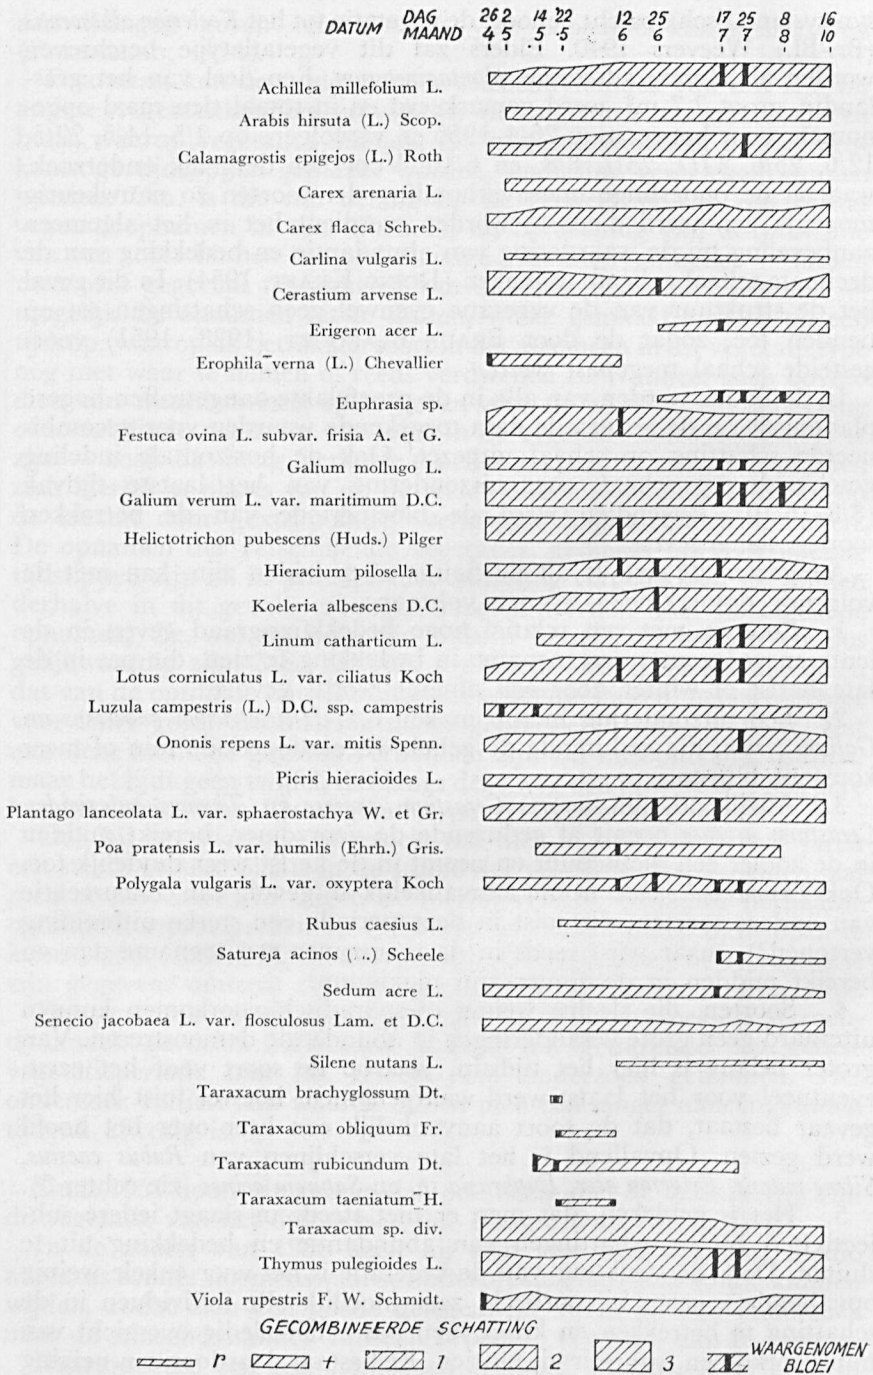 DATUM DAG 26 2 14 22 12 25 17 25 8 16
MAAND 4 5 5 5 6 6 7 7 8 10
Achillea millefolium L.
Arabis hirsuta (L.) Scop.
Calamagrostis epigejos (L.) Roth
Carex arenaria L.
Carex flacca Schreb.
Carlina vulgaris L.
Cerastium arvense L.
Erigeron acer L.
Erophila verna (L.) Chevallier
Euphrasia sp.
Festuca ovina L. subvar. frisia A. et G.
Galium mollugo L.
Galium verum L. var. maritimum D.C.
Helictotrichon pubescens (Huds.) Pilger
Hieracium pilosella L.
Koeleria albescens D.C.
Linum catharticum L.
Lotus corniculatus L. var. ciliatus Koch
Luzula campestris (L.) D.C. ssp. campestris
Ononis repens L. var. mitis Spenn.
Picris hieracioides L.
Plantago lanceolata L. var. sphaerostachya W. et Gr.
Poa pratensis L. var. humilis (Ehrh.) Gris.
Polygala vulgaris L. var. oxyptera Koch
Rubus caesius L.
Satureja acinos (L.) Scheele
Sedum acre L.
Senecio jacobaea L. var. flosculosus Lam. et D.C.
Silene nutans L.
Taraxacum brachyglossum Dt.
Taraxacum obliquum Fr.
Taraxacum rubicundum Dt.
Taraxacum taeniatum H.
Taraxacum sp. div.
Thymus pulegioides L.
Viola rupestris F. W. Schmidt.
GECOMBINEERDE SCHATTING
r + 1 2 3 WAARGENOMEN
BLOEI